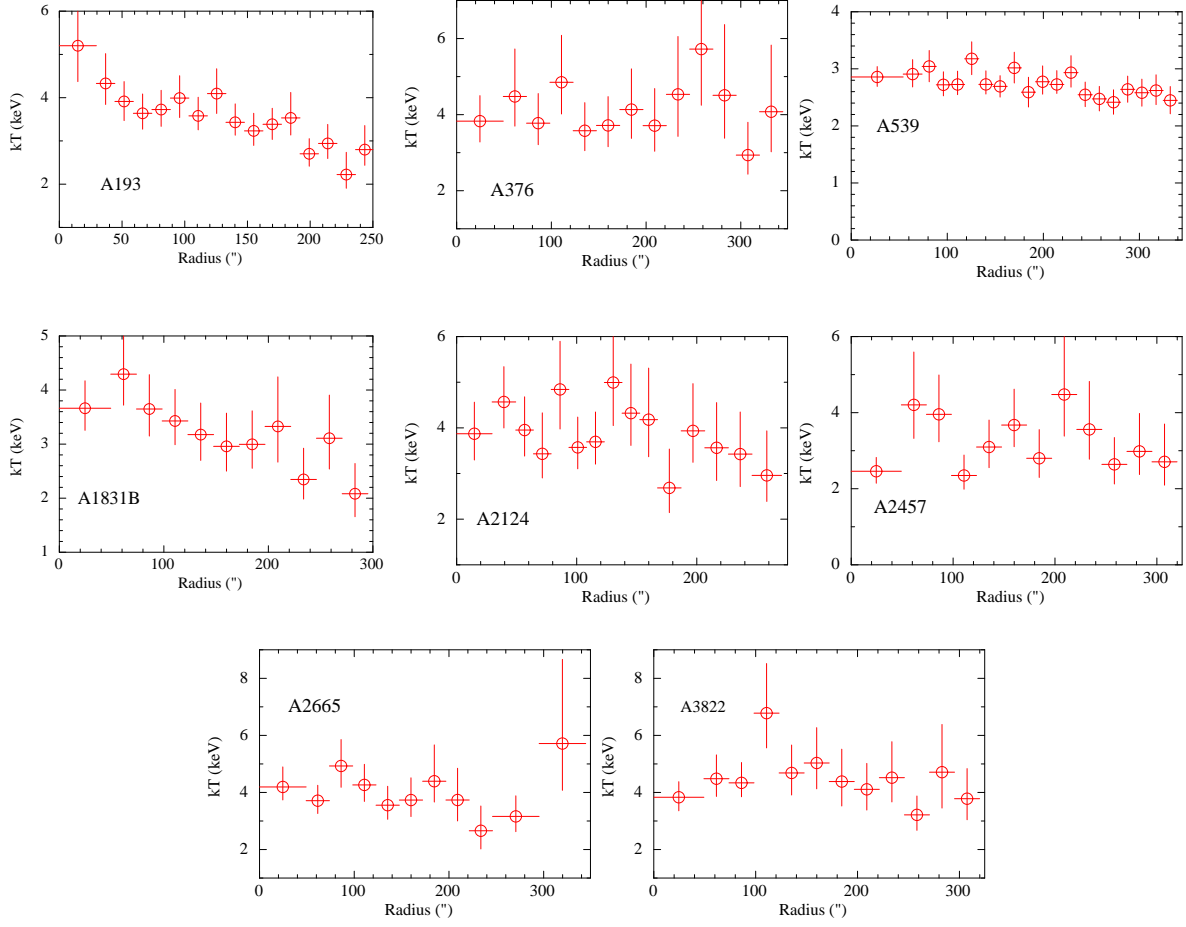 6
4
2
kT (keV)
A193
0 50 100 150 200 250
Radius (")
6
4
2
kT (keV)
A376
0 100 200 300
Radius (")
4
3
2
1
0
kT (keV)
A539
0 100 200 300
Radius (")
5
4
3
2
1
kT (keV)
A1831B
0 100 200 300
Radius (")
6
4
2
kT (keV)
A2124
0 100 200
Radius (")
6
4
2
0
kT (keV)
A2457
0 100 200 300
Radius (")
8
6
4
2
kT (keV)
A2665
0 100 200 300
Radius (")
8
6
4
2
kT (keV)
A3822
0 100 200 300
Radius (")